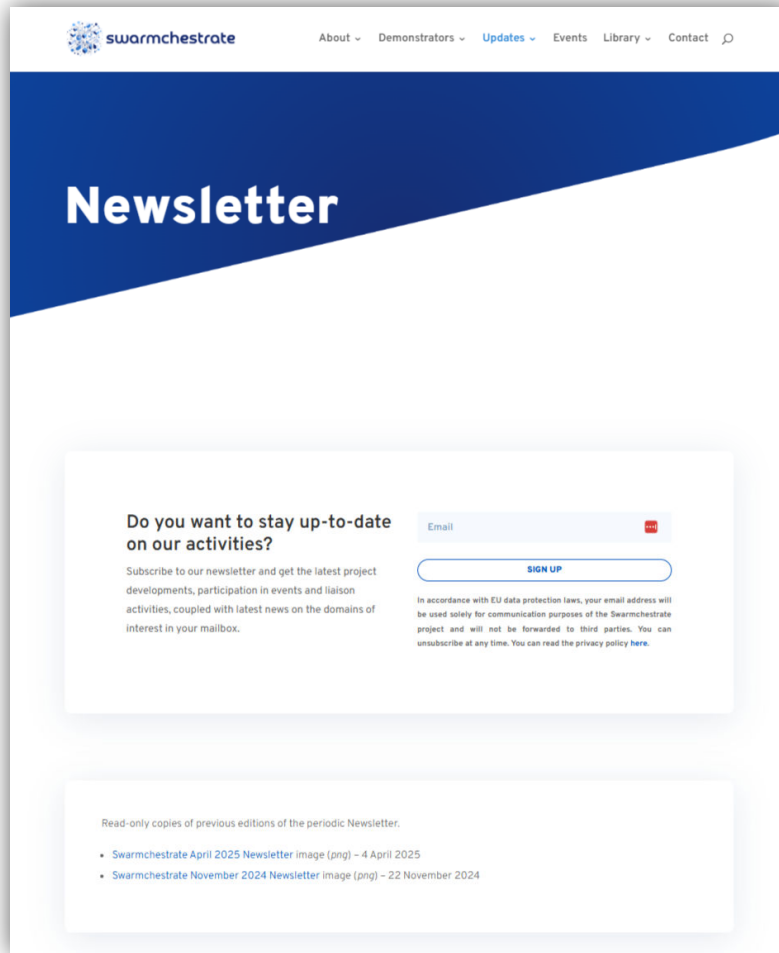 swarmchestrate
About Demonstrators Updates Events Library Contact
Newsletter
Do you want to stay up-to-date
on our activities?
Subscribe to our newsletter and get the latest project
developments, participation in events and liaison
activities, coupled with latest news on the domains of
interest in your mailbox.
Email
SIGN UP
In accordance with EU data protection laws, your email address will
be used solely for communication purposes of the Swarmchestrate
project and will not be forwarded to third parties. You can
unsubscribe at any time. You can read the privacy policy here.
Read-only copies of previous editions of the periodic Newsletter.
• Swarmchestrate April 2025 Newsletter image (png) – 4 April 2025
• Swarmchestrate November 2024 Newsletter image (png) – 22 November 2024